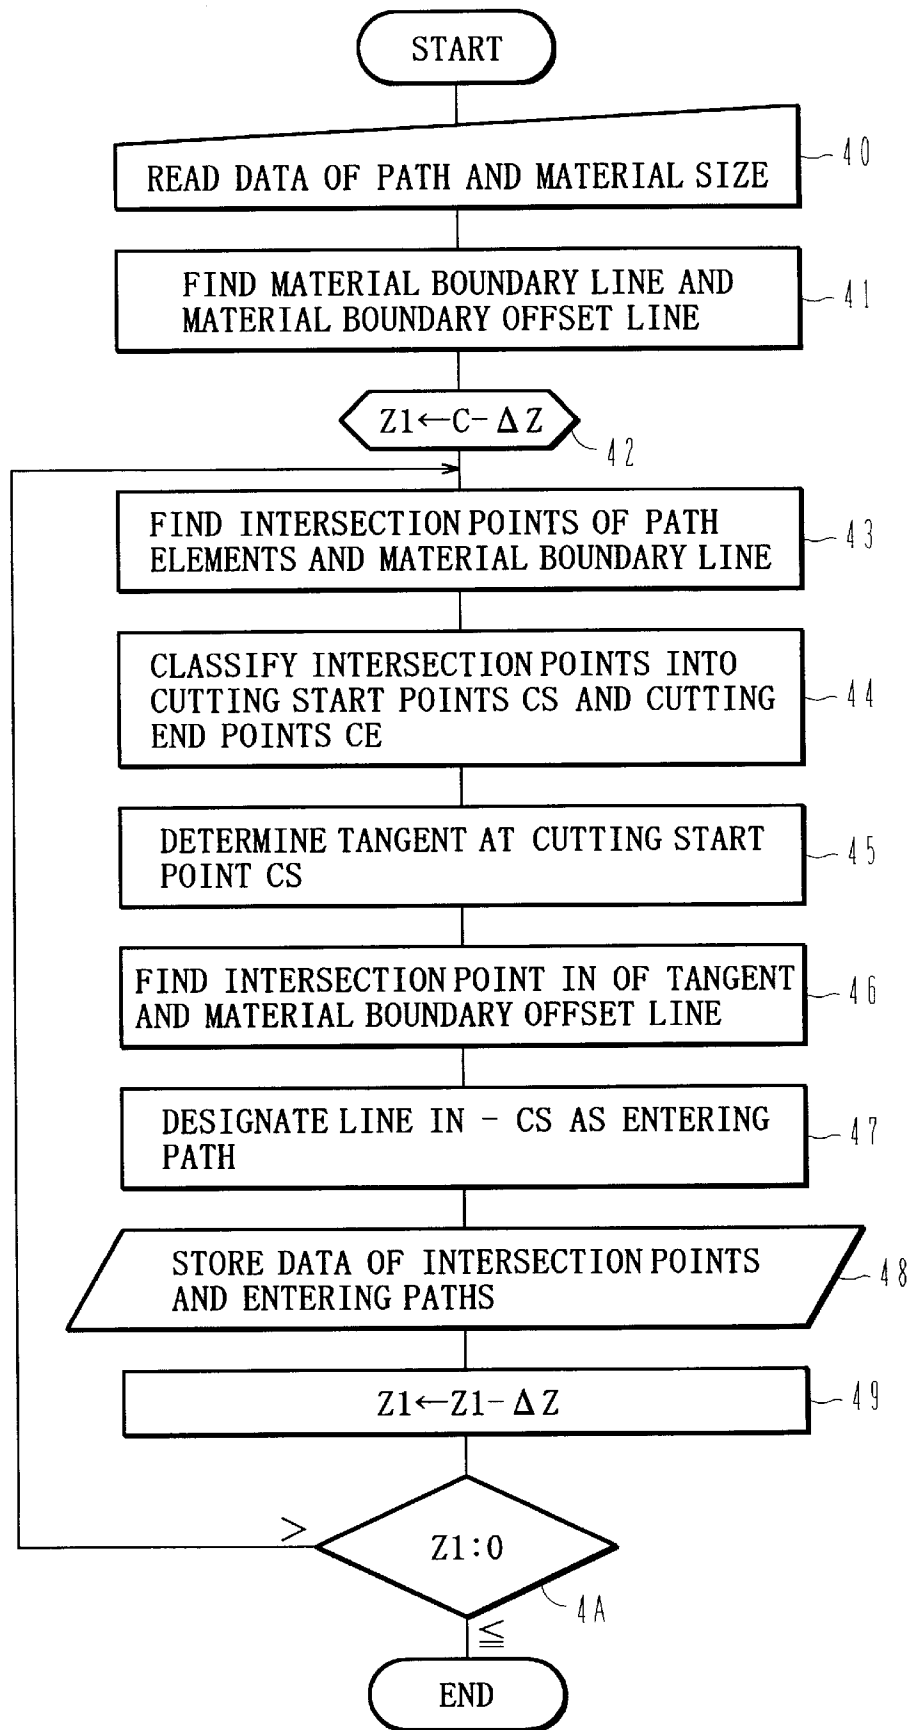 START
READ DATA OF PATH AND MATERIAL SIZE
40
FIND MATERIAL BOUNDARY LINE AND
MATERIAL BOUNDARY OFFSET LINE
41
Z1←C-ΔZ
42
FIND INTERSECTION POINTS OF PATH
ELEMENTS AND MATERIAL BOUNDARY LINE
43
CLASSIFY INTERSECTION POINTS INTO
CUTTING START POINTS CS AND CUTTING
END POINTS CE
44
DETERMINE TANGENT AT CUTTING START
POINT CS
45
FIND INTERSECTION POINT IN OF TANGENT
AND MATERIAL BOUNDARY OFFSET LINE
46
DESIGNATE LINE IN - CS AS ENTERING
PATH
47
STORE DATA OF INTERSECTION POINTS
AND ENTERING PATHS
48
Z1←Z1-ΔZ
49
>
Z1:0
4A
≦
END